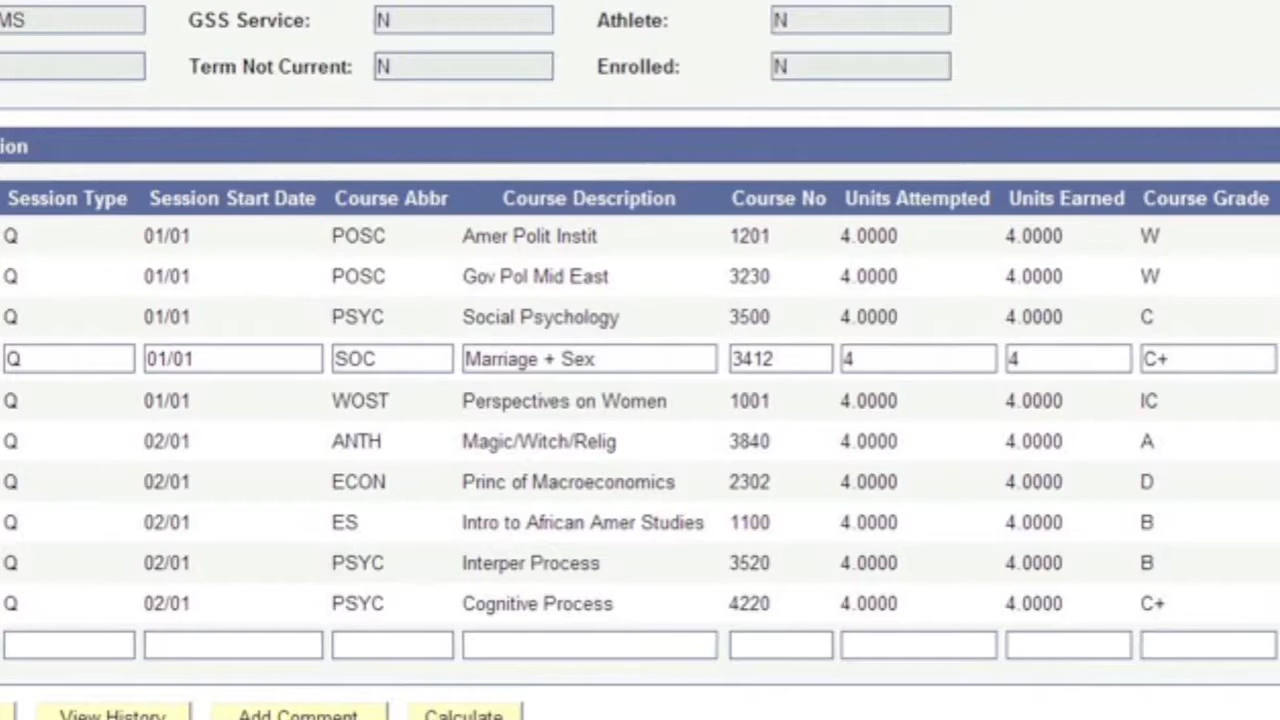 MS GSS Service: N Athlete: N
Term Not Current: N Enrolled: N
ion
Session Type Session Start Date Course Abbr Course Description Course No Units Attempted Units Earned Course Grade
Q 01/01 POSC Amer Polit Instit 1201 4.0000 4.0000 W
Q 01/01 POSC Gov Pol Mid East 3230 4.0000 4.0000 W
Q 01/01 PSYC Social Psychology 3500 4.0000 4.0000 C
Q 01/01 SOC Marriage + Sex 3412 4 4 C+
Q 01/01 WOST Perspectives on Women 1001 4.0000 4.0000 IC
Q 02/01 ANTH Magic/Witch/Relig 3840 4.0000 4.0000 A
Q 02/01 ECON Princ of Macroeconomics 2302 4.0000 4.0000 D
Q 02/01 ES Intro to African Amer Studies 1100 4.0000 4.0000 B
Q 02/01 PSYC Interper Process 3520 4.0000 4.0000 B
Q 02/01 PSYC Cognitive Process 4220 4.0000 4.0000 C+
View History Add Comment Calculate